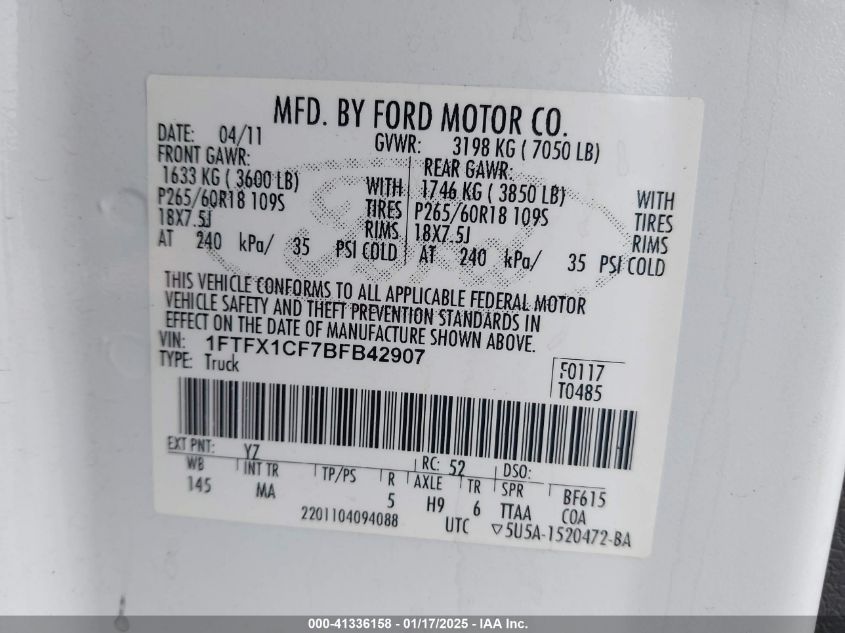 MFD. BY FORD MOTOR CO.
DATE: 04/11 GVWR: 3198 KG ( 7050 LB)
FRONT GAWR: REAR GAWR:
1633 KG ( 3600 LB) WITH 1746 KG ( 3850 LB) WITH
P265/60R18 109S TIRES P265/60R18 109S TIRES
18X7.5J RIMS 18X7.5J RIMS
AT 240 kPa/ 35 PSI COLD AT 240 kPa/ 35 PSI COLD
THIS VEHICLE CONFORMS TO ALL APPLICABLE FEDERAL MOTOR
VEHICLE SAFETY AND THEFT PREVENTION STANDARDS IN
EFFECT ON THE DATE OF MANUFACTURE SHOWN ABOVE.
VIN: 1FTFX1CF7BFB42907
TYPE: Truck F0117
T0485
EXT PNT: YZ RC: 52 DSO:
WB INT TR TP/PS R AXLE TR SPR BF615
145 MA 5 H9 6 TTAA COA
2201104094088 UTC ▽5U5A-1520472-BA
000-41336158 - 01/17/2025 - IAA Inc.